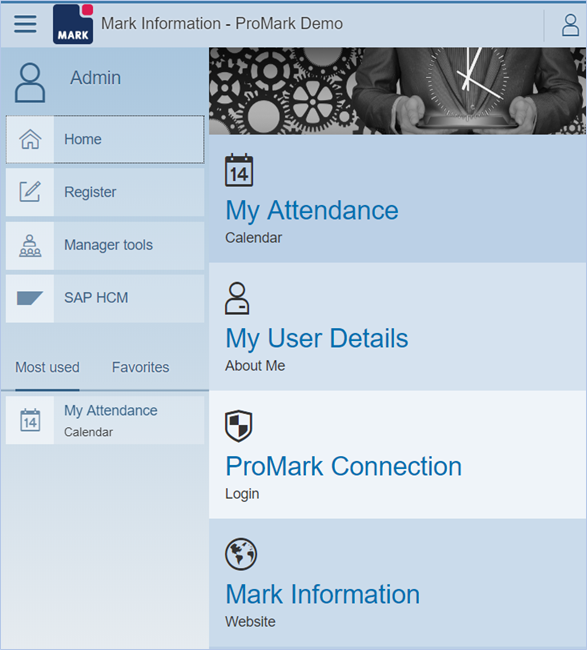 MARK
Mark Information - ProMark Demo
Admin
Home
Register
Manager tools
SAP HCM
Most used
Favorites
14
My Attendance
Calendar
14
My Attendance
Calendar
My User Details
About Me
ProMark Connection
Login
Mark Information
Website